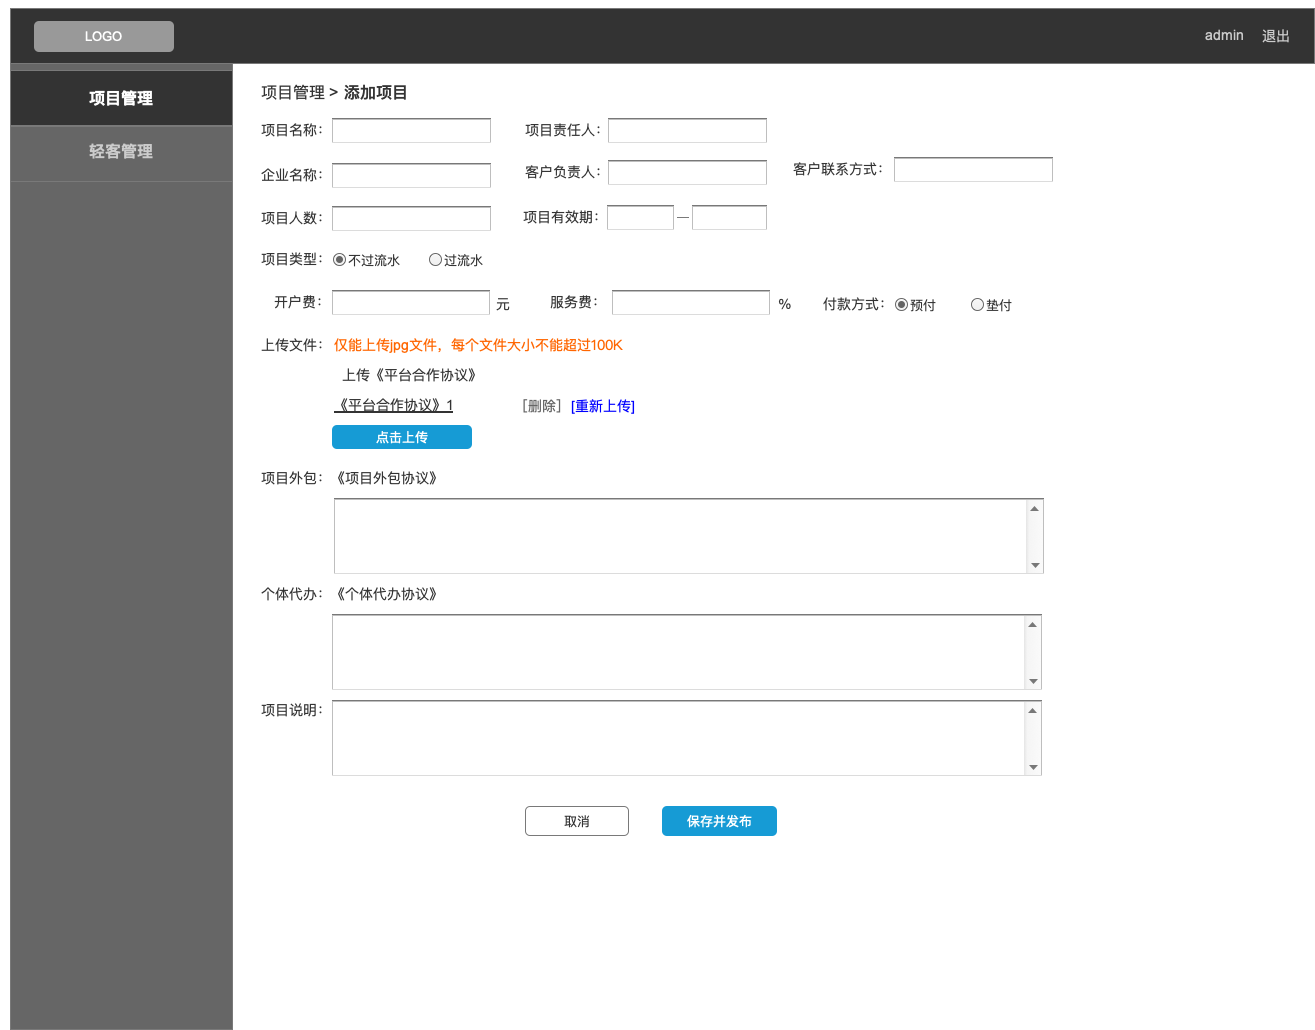 LOGO
admin 退出
项目管理
轻客管理
项目管理 > 添加项目
项目名称： 项目责任人：
企业名称： 客户负责人： 客户联系方式：
项目人数： 项目有效期： —
项目类型： 不过流水 过流水
开户费： 元 服务费： % 付款方式： 预付 垫付
上传文件： 仅能上传jpg文件，每个文件大小不能超过100K
上传《平台合作协议》
《平台合作协议》1 [删除] [重新上传]
点击上传
项目外包： 《项目外包协议》
个体代办： 《个体代办协议》
项目说明：
取消 保存并发布